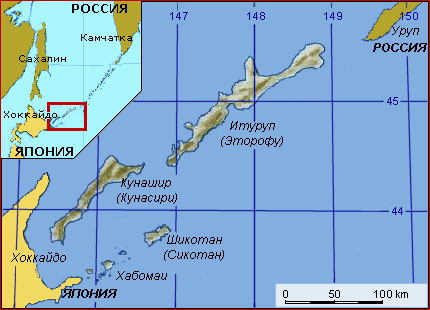 РОССИЯ
147
148
149
150
Камчатка
Уруп
РОССИЯ
Сахалин
45
Хоккайдо
Итуруп
(Эторофу)
ЯПОНИЯ
Кунашир
(Кунасири)
44
Шикотан
(Сикотан)
Хоккайдо
Хабомаи
ЯПОНИЯ
0 50 100 km